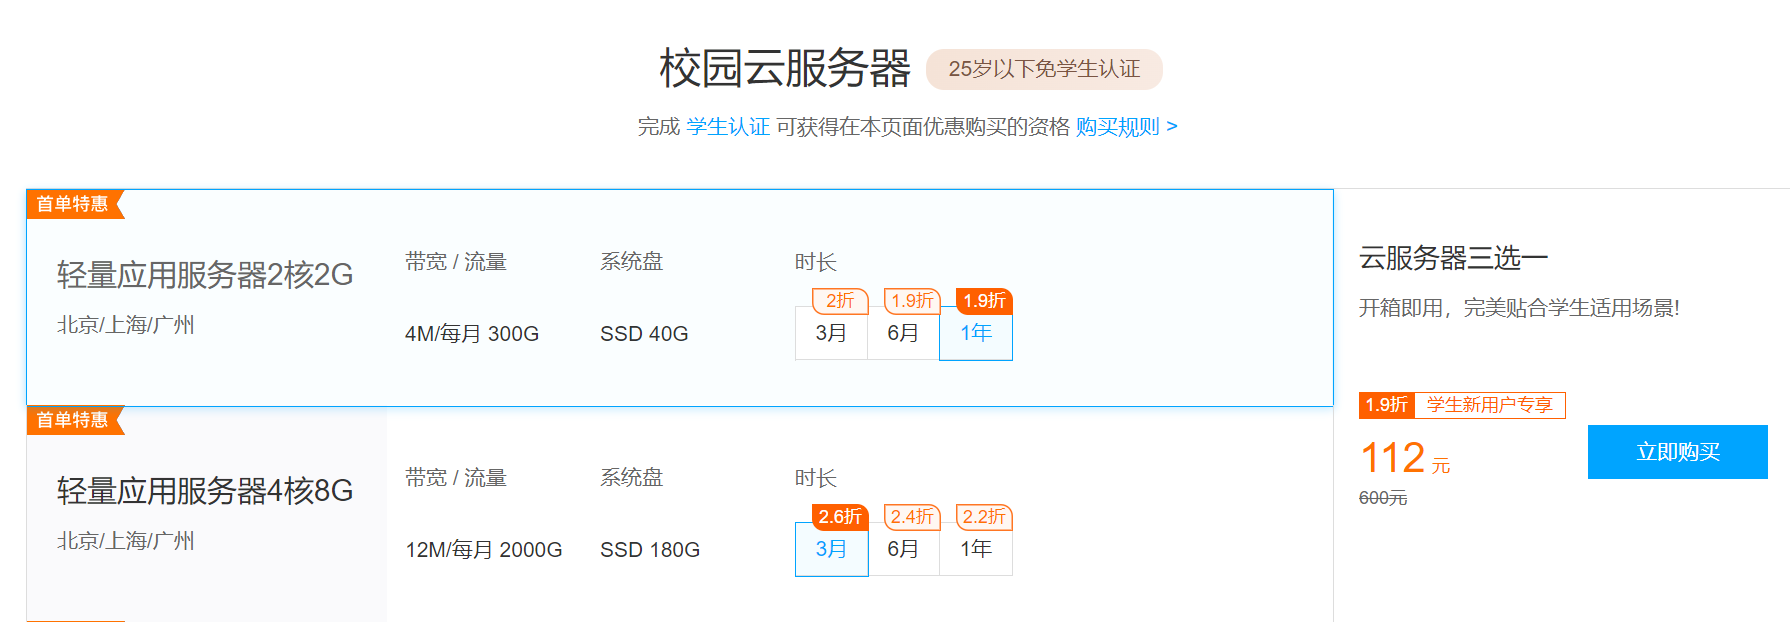 校园云服务器 25岁以下免学生认证
完成 学生认证 可获得在本页面优惠购买的资格 购买规则 >
首单特惠
轻量应用服务器2核2G
北京/上海/广州
带宽 / 流量
4M/每月 300G
系统盘
SSD 40G
时长
2折 1.9折 1.9折
3月 6月 1年
首单特惠
轻量应用服务器4核8G
北京/上海/广州
带宽 / 流量
12M/每月 2000G
系统盘
SSD 180G
时长
2.6折 2.4折 2.2折
3月 6月 1年
云服务器三选一
开箱即用，完美贴合学生适用场景!
1.9折 学生新用户专享
112 元
600元
立即购买